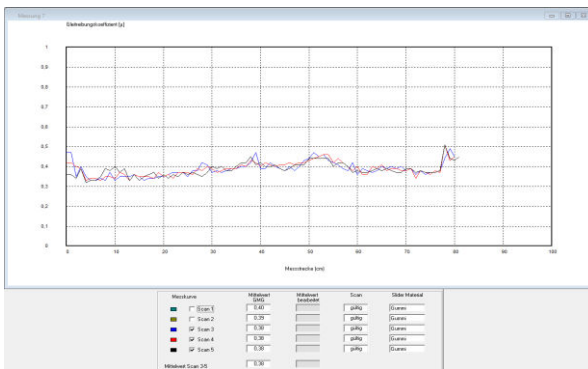 Messung 7
Gleitreibungskoeffizient [µ]
1
0,9
0,8
0,7
0,6
0,5
0,4
0,3
0,2
0,1
0
0 10 20 30 40 50 60 70 80 90 100
Messstrecke [cm]
Messkurve Mittelwert GMG Mittelwert bearbeitet Scan Slider Material
Scan 1 0,40 gültig Gummi
Scan 2 0,39 gültig Gummi
Scan 3 0,38 gültig Gummi
Scan 4 0,38 gültig Gummi
Scan 5 0,38 gültig Gummi
Mittelwert Scan 3-5 0,38